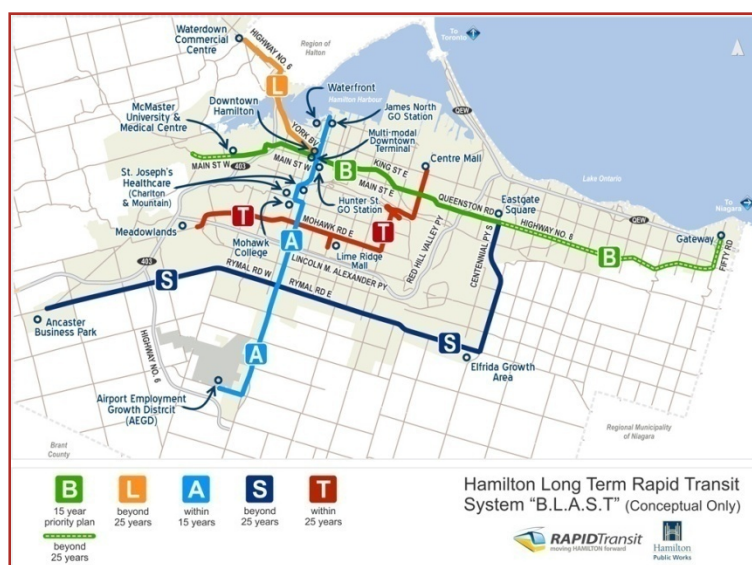 Waterdown
Commercial
Centre
HIGHWAY NO. 6
Region of
Halton
To
Toronto
McMaster
University &
Medical Centre
Downtown
Hamilton
L
Waterfront
Hamilton Harbour
James North
GO Station
QEW
YORK BV
Multi-modal
Downtown
Terminal
MAIN ST W
403
MAIN ST W
KING ST E
Centre Mall
Lake Ontario
St. Joseph's
Healthcare
(Charlton
& Mountain)
B
MAIN ST E
Hunter St
GO Station
QUEENSTON RD
Eastgate
Square
QEW
To
Niagara
Meadowlands
T
MOHAWK RD E
T
RED HILL VALLEY PY
HIGHWAY NO. 8
Gateway
Mohawk
College
A
Lime Ridge
Mall
CENTENNIAL PY S
B
FIFTY RD
403
LINCOLN M. ALEXANDER PY
S
RYMAL RD W
RYMAL RD E
Ancaster
Business Park
HIGHWAY NO. 6
A
S
Elfrida Growth
Area
Airport Employment
Growth Distrcit
(AEGD)
Brant
County
Regional Municipality
of Niagara
B
15 year
priority plan
beyond
25 years
L
beyond
25 years
A
within
15 years
S
beyond
25 years
T
within
25 years
Hamilton Long Term Rapid Transit
System "B.L.A.S.T" (Conceptual Only)
RAPIDTransit
moving HAMILTON forward
Hamilton
Public Works